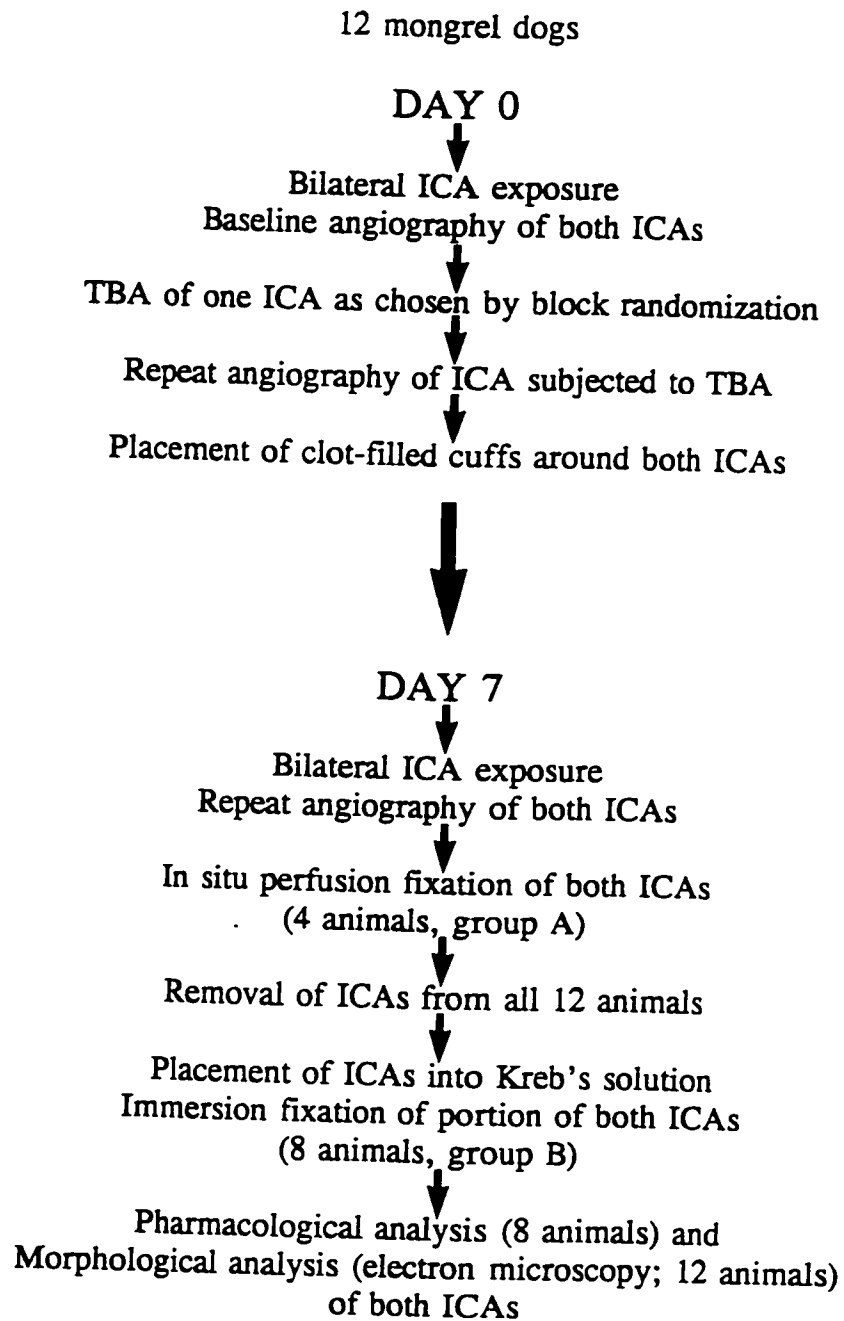 12 mongrel dogs
DAY 0
Bilateral ICA exposure
Baseline angiography of both ICAs
TBA of one ICA as chosen by block randomization
Repeat angiography of ICA subjected to TBA
Placement of clot-filled cuffs around both ICAs
DAY 7
Bilateral ICA exposure
Repeat angiography of both ICAs
In situ perfusion fixation of both ICAs
(4 animals, group A)
Removal of ICAs from all 12 animals
Placement of ICAs into Kreb's solution
Immersion fixation of portion of both ICAs
(8 animals, group B)
Pharmacological analysis (8 animals) and
Morphological analysis (electron microscopy; 12 animals)
of both ICAs